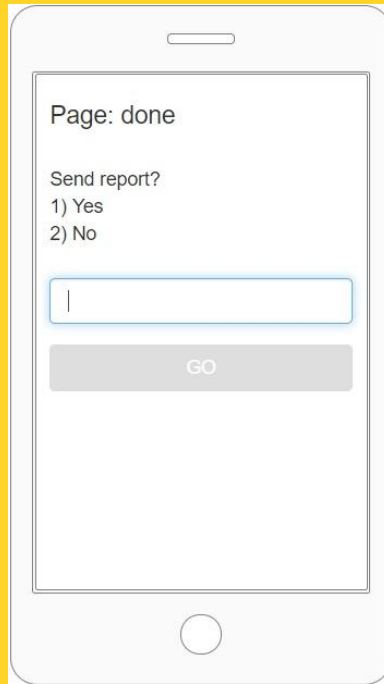 Page: done
Send report?
1) Yes
2) No
GO